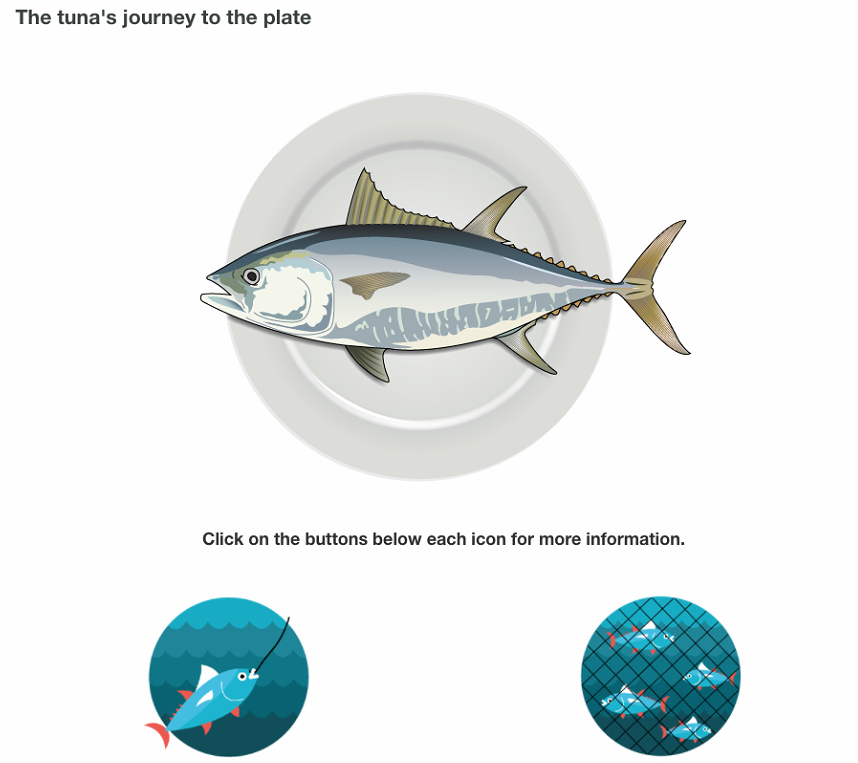 The tuna's journey to the plate
Click on the buttons below each icon for more information.